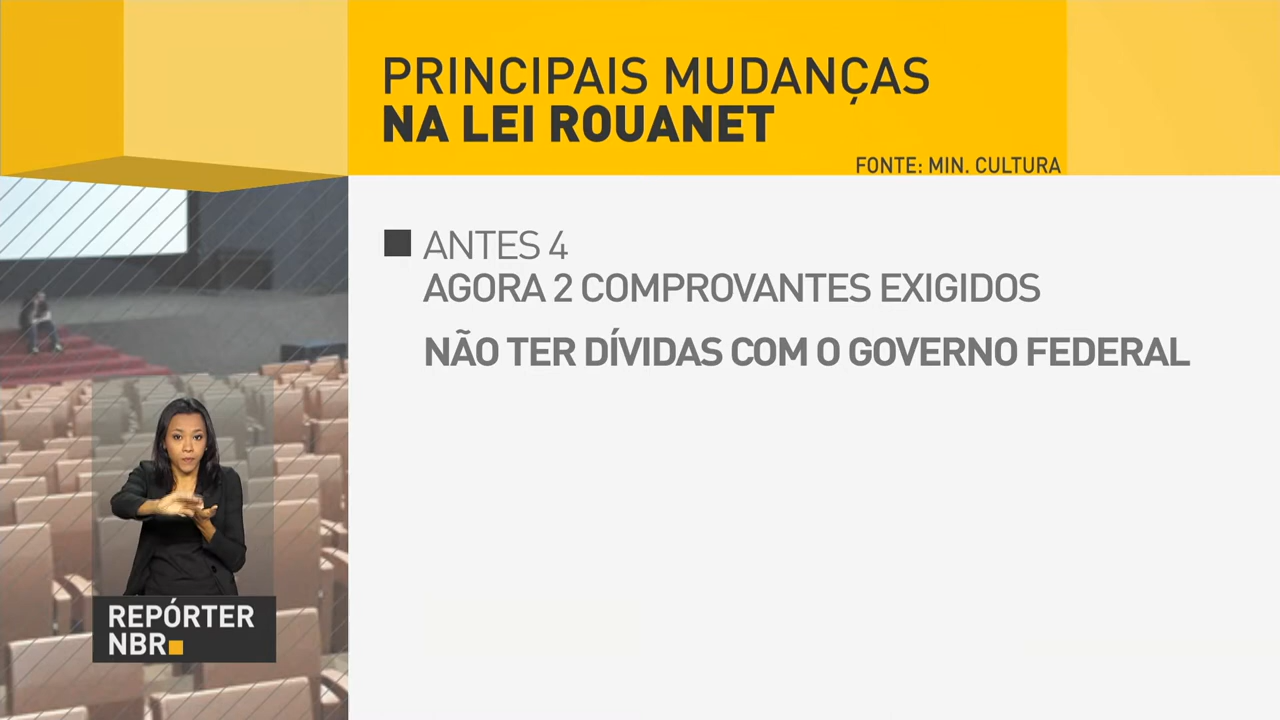 PRINCIPAIS MUDANÇAS
NA LEI ROUANET
FONTE: MIN. CULTURA
ANTES 4
AGORA 2 COMPROVANTES EXIGIDOS
NÃO TER DÍVIDAS COM O GOVERNO FEDERAL
REPÓRTER
NBR